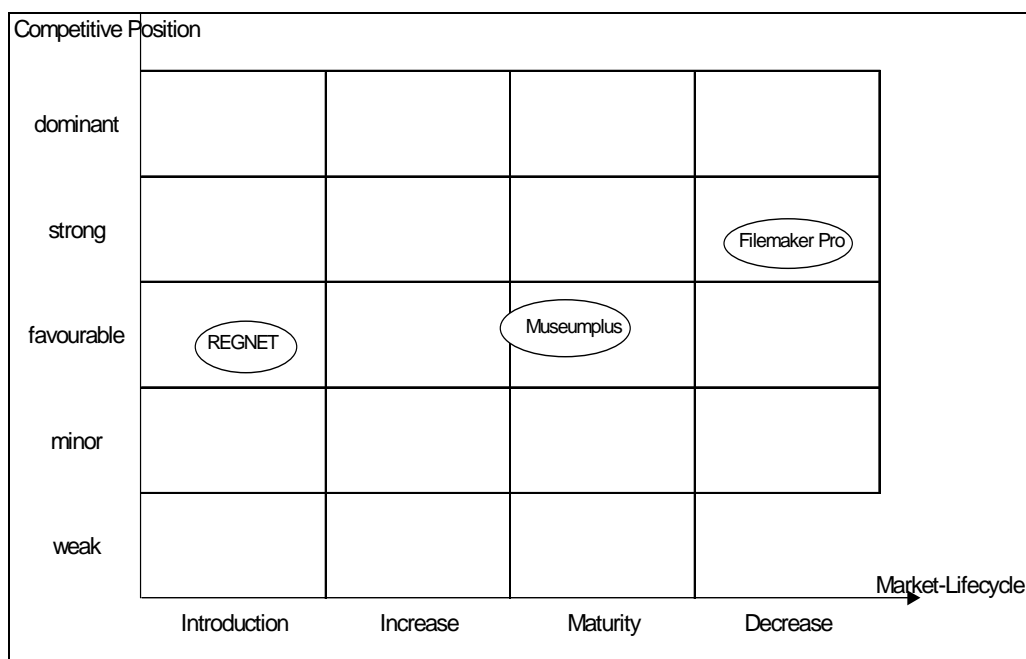 Competitive Position
dominant
strong
Filemaker Pro
favourable
REGNET
Museumplus
minor
weak
Market-Lifecycle
Introduction
Increase
Maturity
Decrease